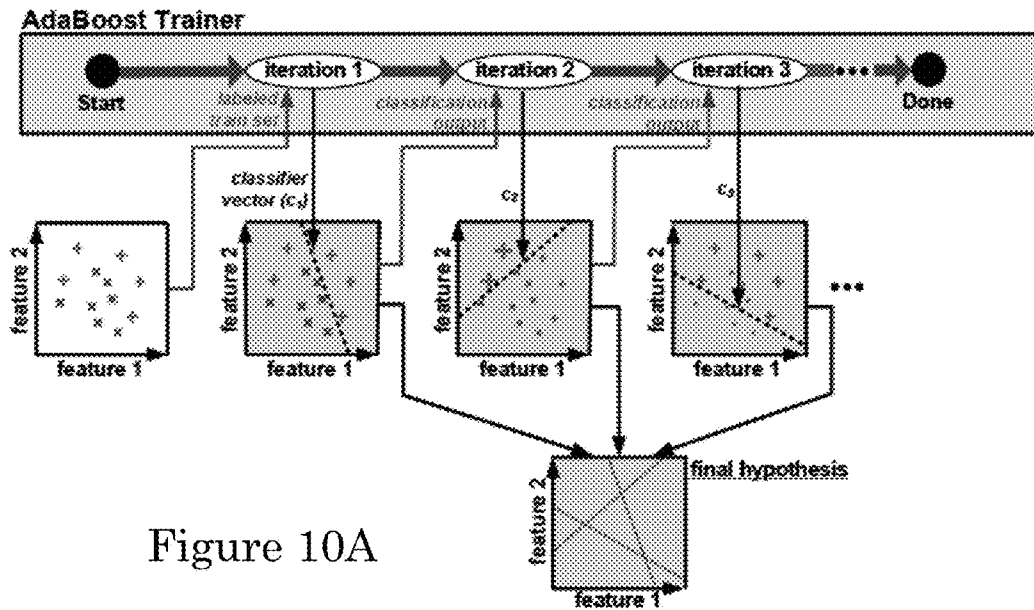 AdaBoost Trainer
Start
iteration 1
iteration 2
iteration 3
•••
Done
labeled
train set
classification
output
classification
output
classifier
vector (c₁)
c₂
c₃
feature 2
feature 1
feature 2
feature 1
feature 2
feature 1
feature 2
feature 1
•••
final hypothesis
feature 2
feature 1
Figure 10A